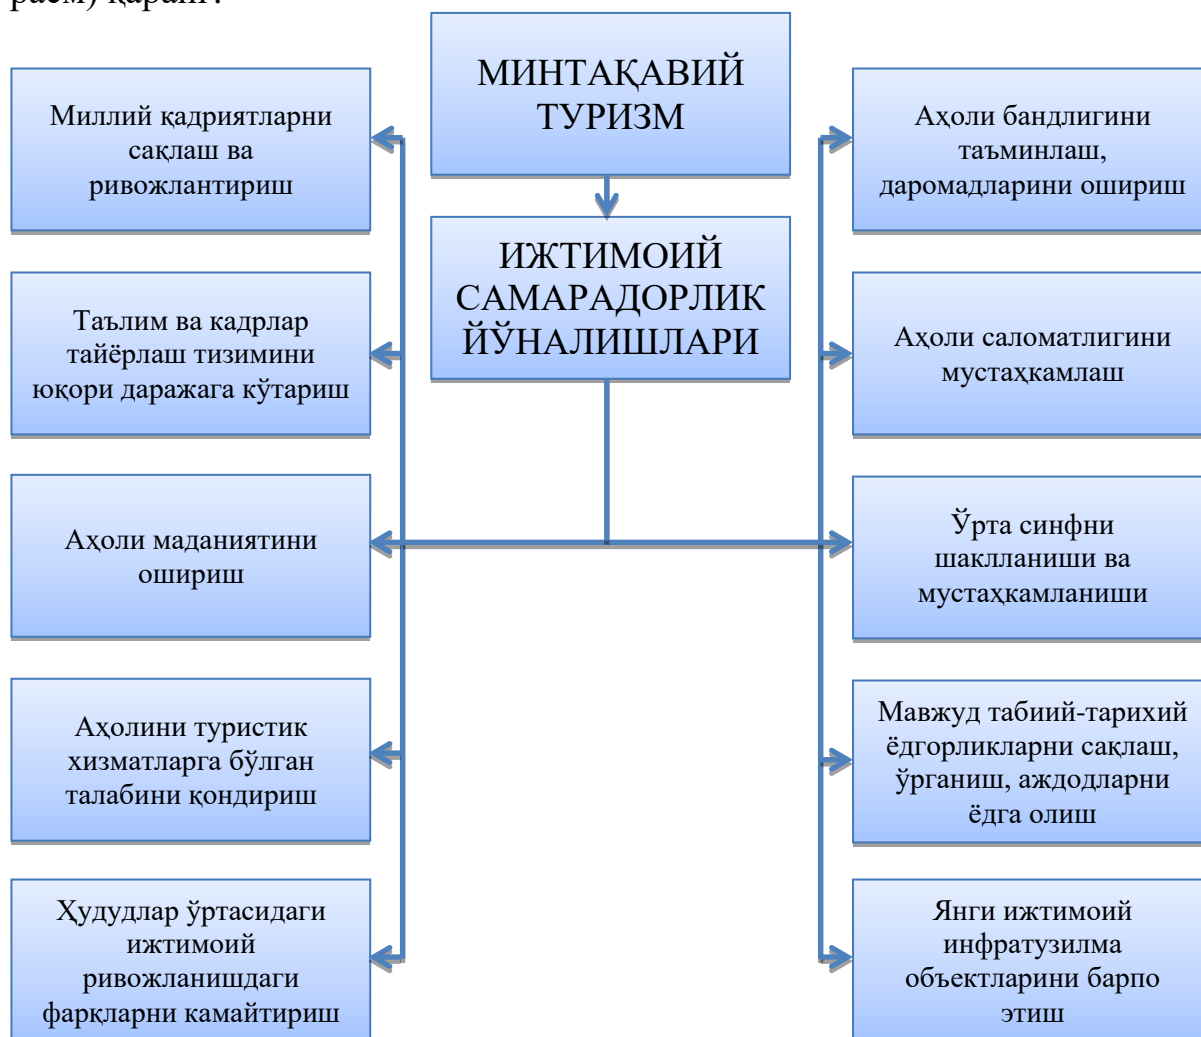 расм) қаранг.
МИНТАҚАВИЙ
ТУРИЗМ
ИЖТИМОИЙ
САМАРАДОРЛИК
ЙЎНАЛИШЛАРИ
Миллий қадриятларни
сақлаш ва
ривожлантириш
Таълим ва кадрлар
тайёрлаш тизимини
юқори даражага кўтариш
Аҳоли маданиятини
ошириш
Аҳолини туристик
хизматларга бўлган
талабини қондириш
Ҳудудлар ўртасидаги
ижтимоий
ривожланишдаги
фарқларни камайтириш
Аҳоли бандлигини
таъминлаш,
даромадларини ошириш
Аҳоли саломатлигини
мустаҳкамлаш
Ўрта синфни
шаклланиши ва
мустаҳкамланиши
Мавжуд табиий-тарихий
ёдгорликларни сақлаш,
ўрганиш, аждодларни
ёдга олиш
Янги ижтимоий
инфратузилма
объектларини барпо
этиш